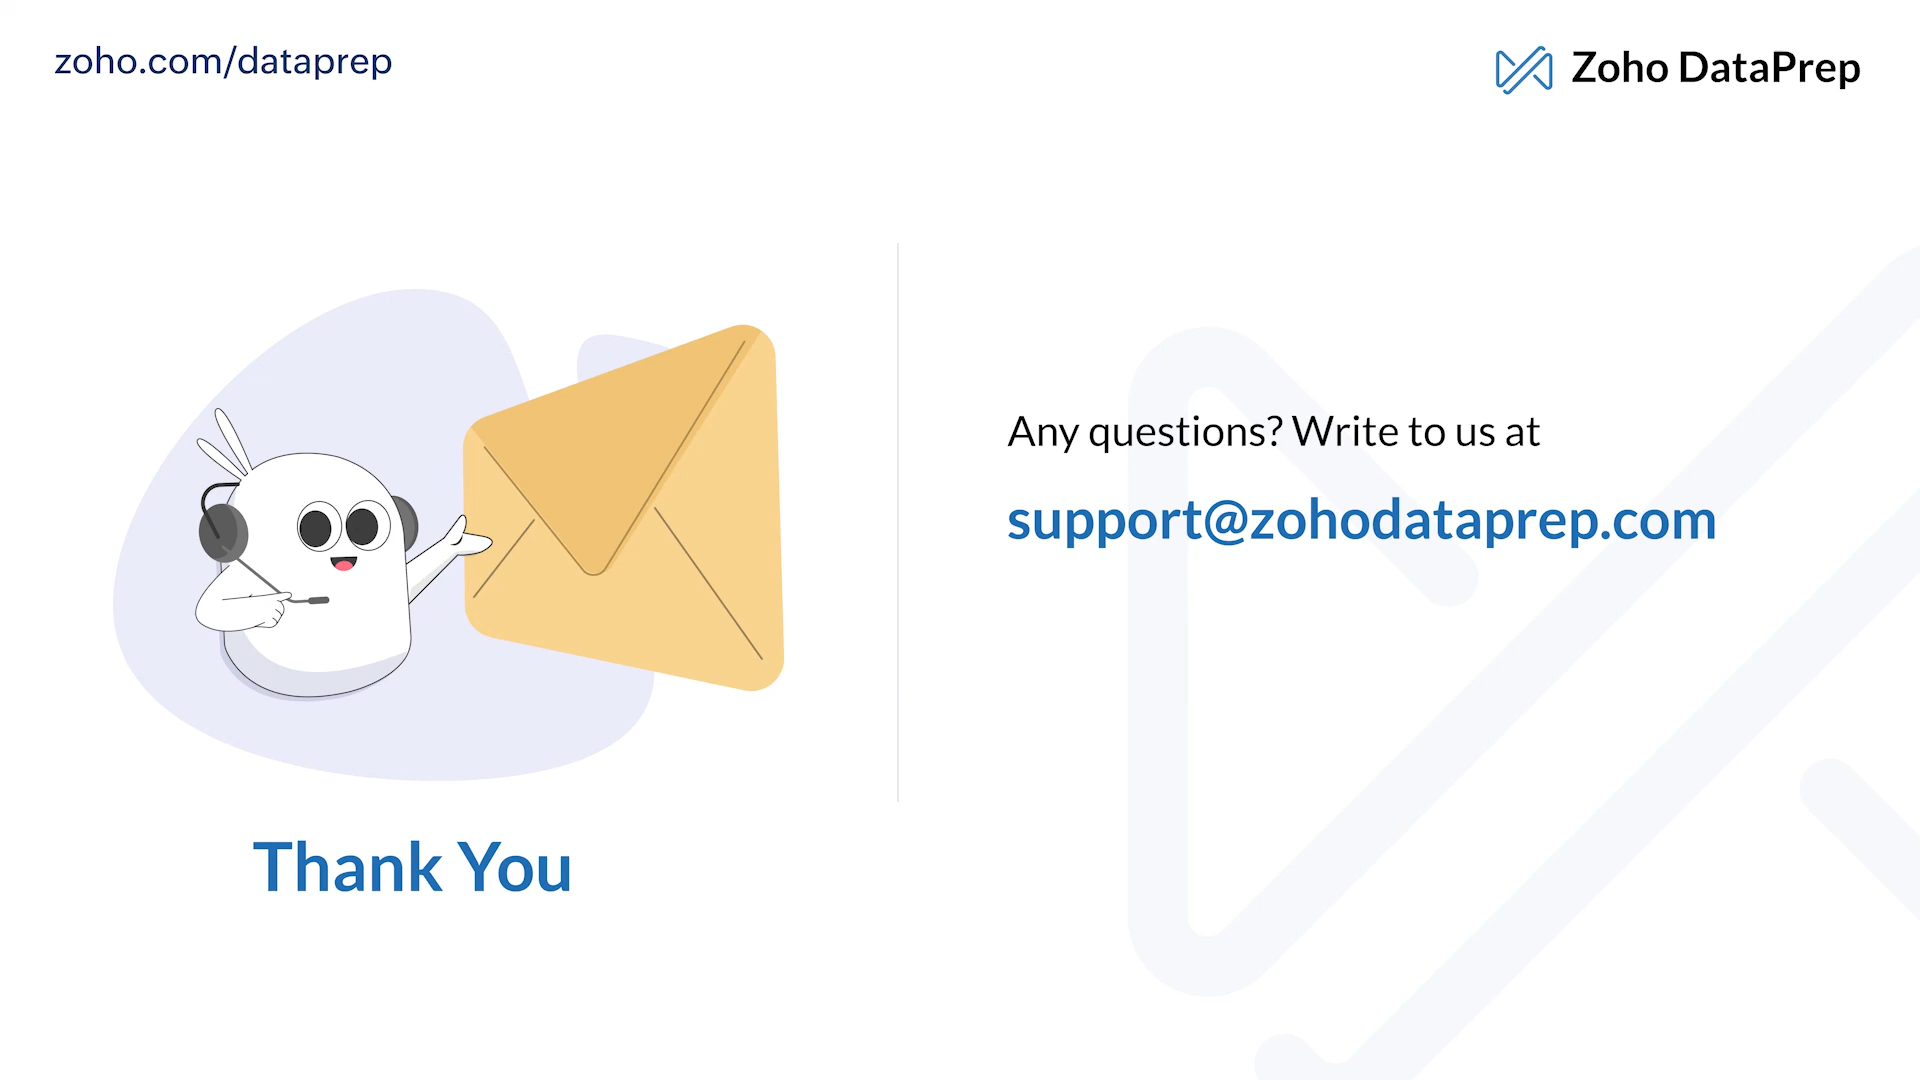 zoho.com/dataprep
Zoho DataPrep
Any questions? Write to us at
support@zohodataprep.com
Thank You